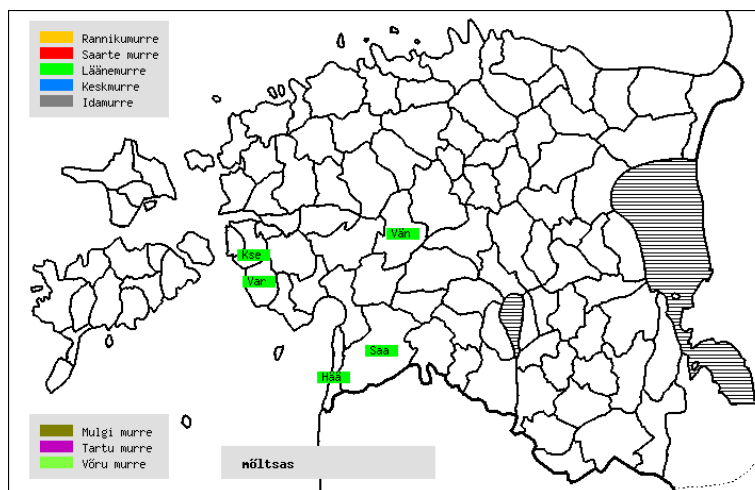 Rannikumurre
Saarte murre
Läänemurre
Keskmurre
Idamurre
Vän
Kse
Var
Saa
Hää
Mulgi murre
Tartu murre
Võru murre
mõltsas